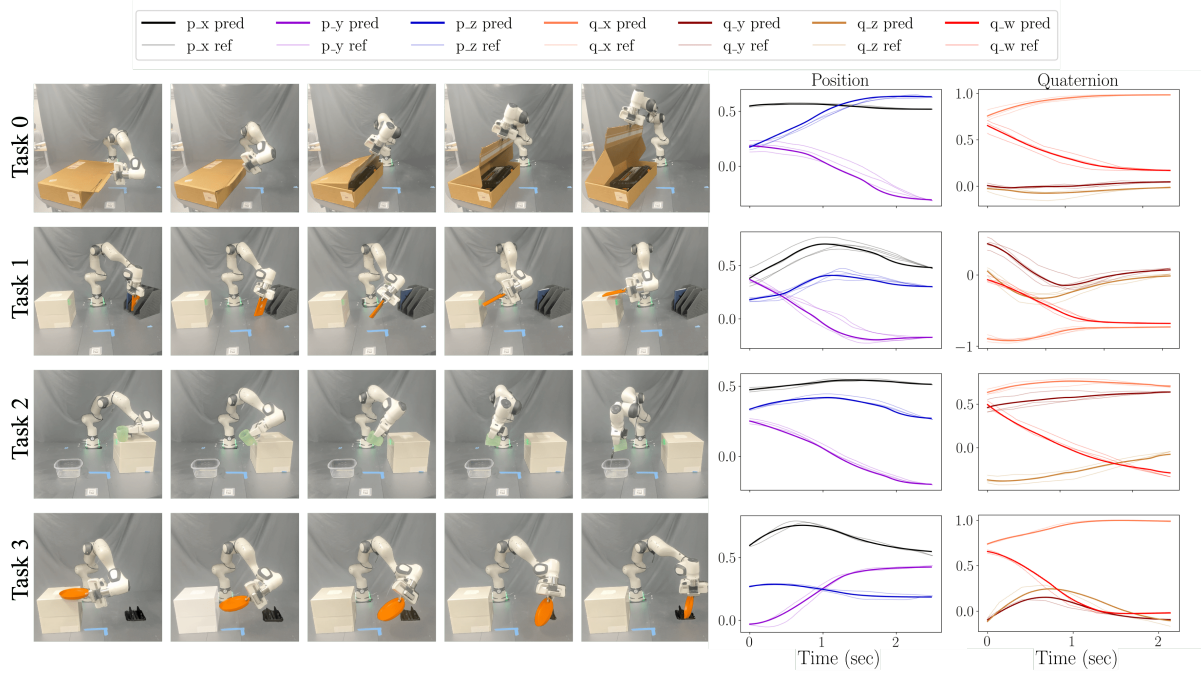 p_x pred p_y pred p_z pred q_x pred q_y pred q_z pred q_w pred
p_x ref p_y ref p_z ref q_x ref q_y ref q_z ref q_w ref
Position Quaternion
Task 0
0.5
0.0
1.0
0.5
0.0
Task 1
0.5
0.0
0
−1
Task 2
0.5
0.0
0.5
0.0
Task 3
0.5
0.0
1.0
0.5
0.0
0 1 2 0 1 2
Time (sec) Time (sec)